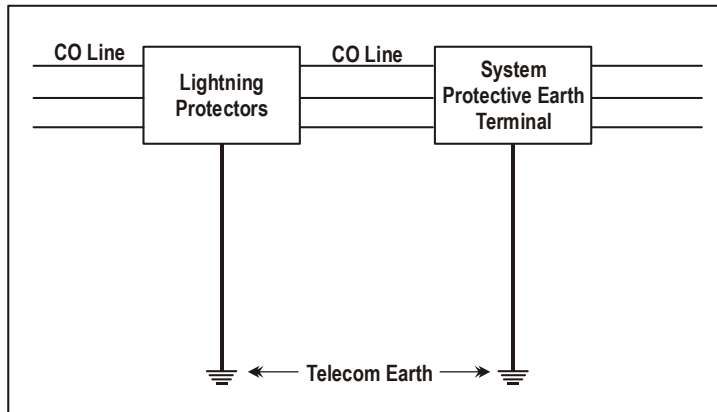 CO Line
Lightning
Protectors
CO Line
System
Protective Earth
Terminal
Telecom Earth